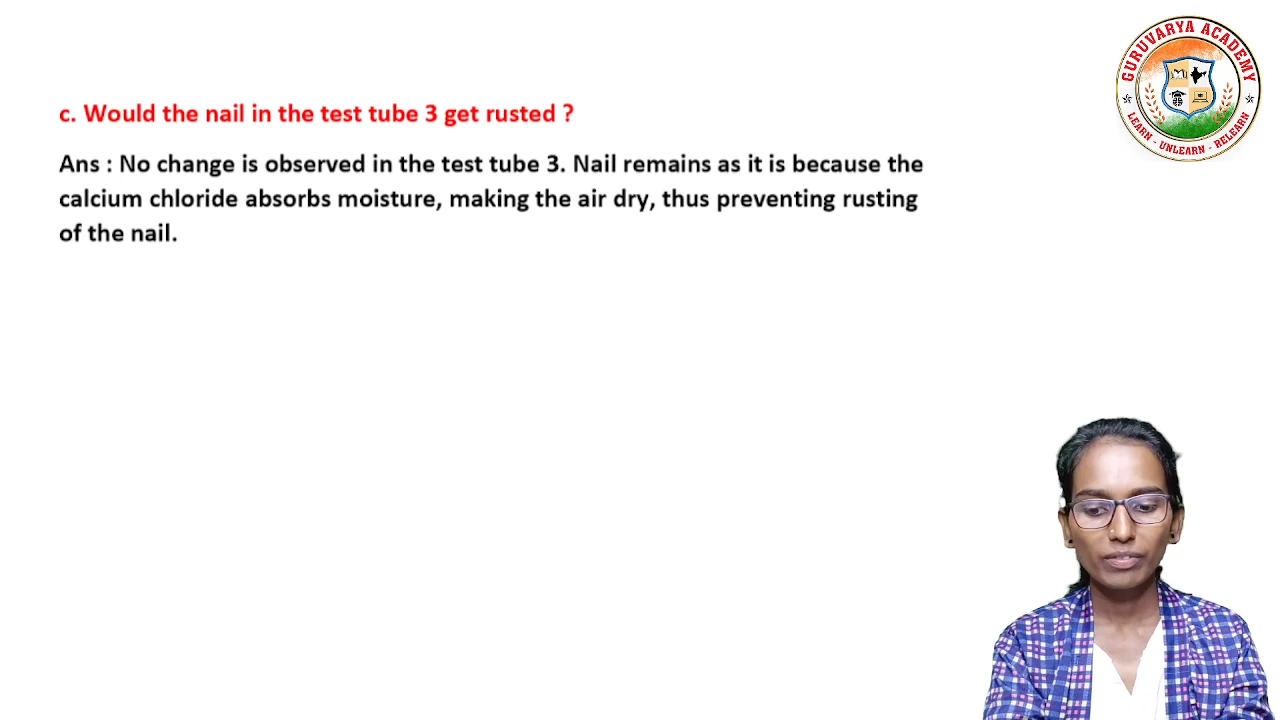 GURUVARYA ACADEMY
LEARN - UNLEARN - RELEARN
c. Would the nail in the test tube 3 get rusted ?
Ans : No change is observed in the test tube 3. Nail remains as it is because the
calcium chloride absorbs moisture, making the air dry, thus preventing rusting
of the nail.